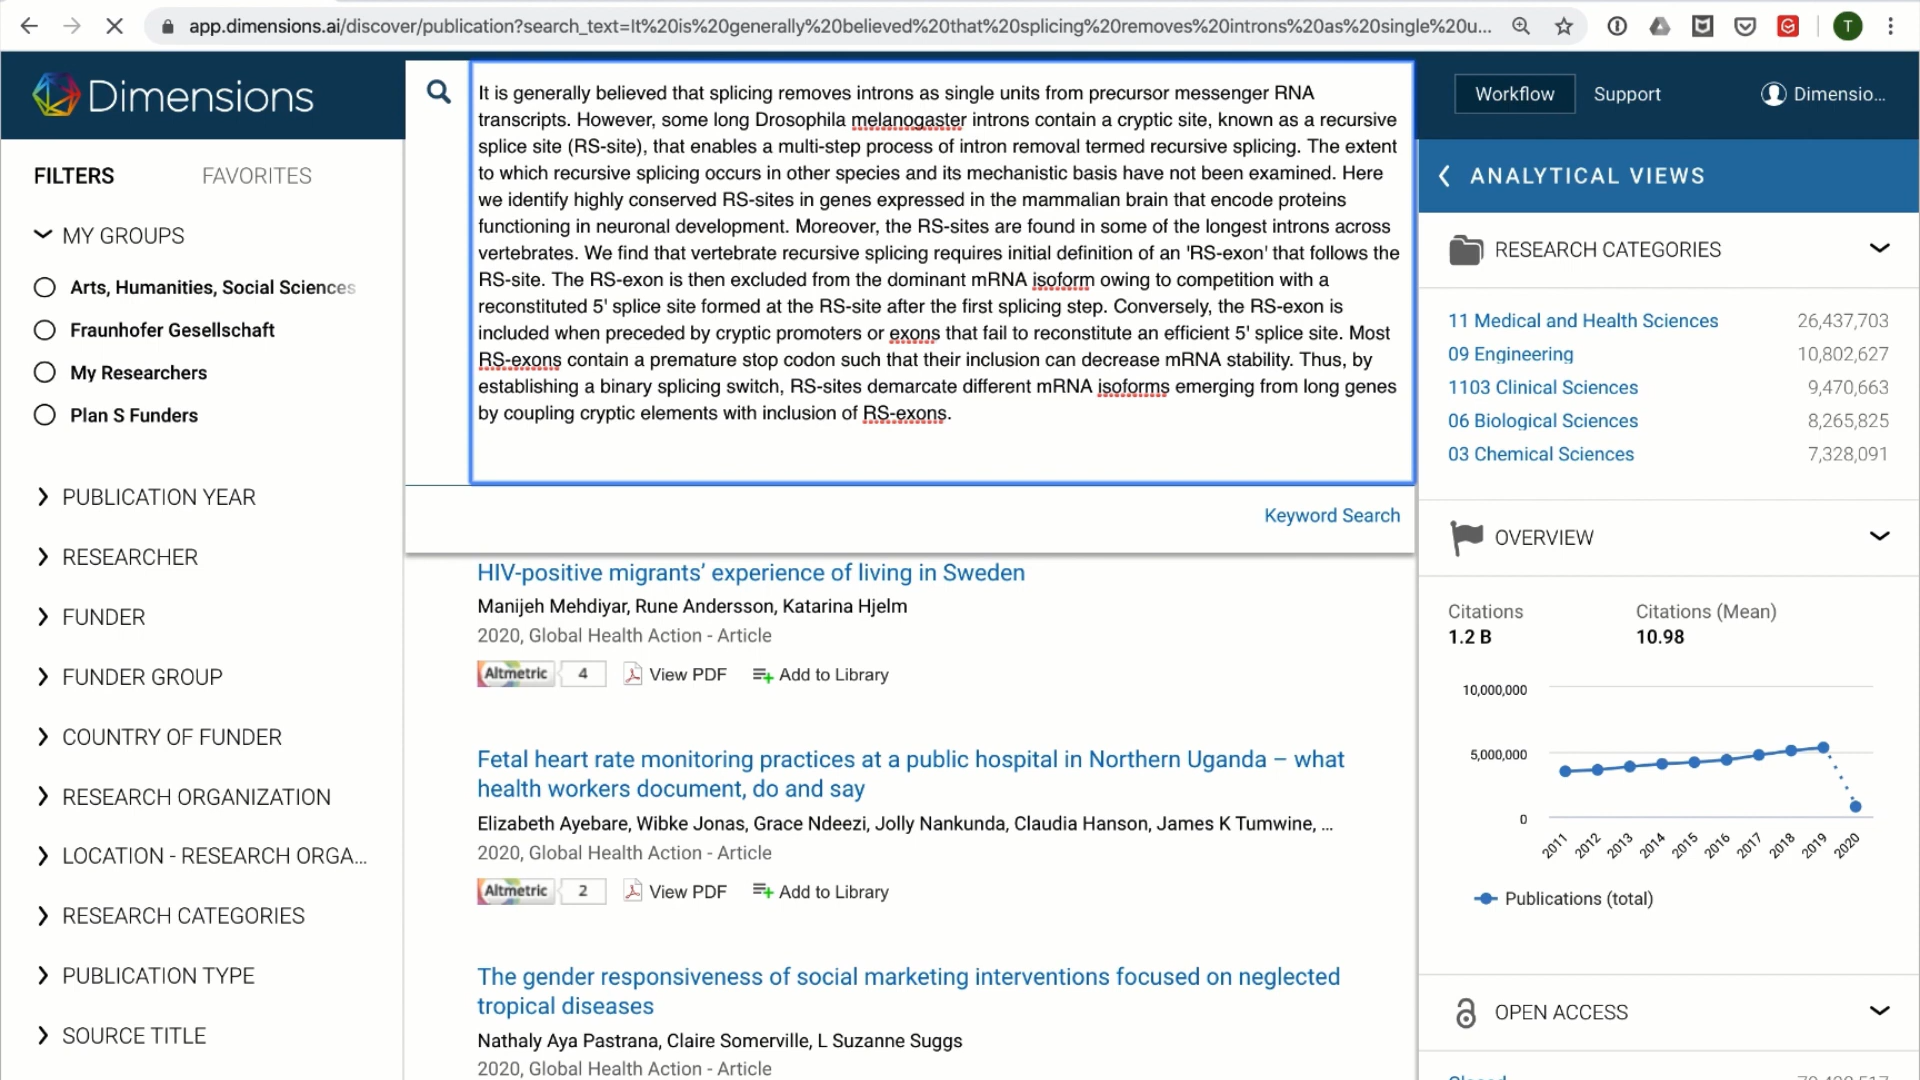 app.dimensions.ai/discover/publication?search_text=It%20is%20generally%20believed%20that%20splicing%20removes%20introns%20as%20single%20u...
T
Dimensions
It is generally believed that splicing removes introns as single units from precursor messenger RNA
transcripts. However, some long Drosophila melanogaster introns contain a cryptic site, known as a recursive
splice site (RS-site), that enables a multi-step process of intron removal termed recursive splicing. The extent
to which recursive splicing occurs in other species and its mechanistic basis have not been examined. Here
we identify highly conserved RS-sites in genes expressed in the mammalian brain that encode proteins
functioning in neuronal development. Moreover, the RS-sites are found in some of the longest introns across
vertebrates. We find that vertebrate recursive splicing requires initial definition of an 'RS-exon' that follows the
RS-site. The RS-exon is then excluded from the dominant mRNA isoform owing to competition with a
reconstituted 5' splice site formed at the RS-site after the first splicing step. Conversely, the RS-exon is
included when preceded by cryptic promoters or exons that fail to reconstitute an efficient 5' splice site. Most
RS-exons contain a premature stop codon such that their inclusion can decrease mRNA stability. Thus, by
establishing a binary splicing switch, RS-sites demarcate different mRNA isoforms emerging from long genes
by coupling cryptic elements with inclusion of RS-exons.
Keyword Search
Workflow
Support
Dimensio...
FILTERS
FAVORITES
MY GROUPS
Arts, Humanities, Social Sciences
Fraunhofer Gesellschaft
My Researchers
Plan S Funders
PUBLICATION YEAR
RESEARCHER
FUNDER
FUNDER GROUP
COUNTRY OF FUNDER
RESEARCH ORGANIZATION
LOCATION - RESEARCH ORGA...
RESEARCH CATEGORIES
PUBLICATION TYPE
SOURCE TITLE
HIV-positive migrants’ experience of living in Sweden
Manijeh Mehdiyar, Rune Andersson, Katarina Hjelm
2020, Global Health Action - Article
Altmetric 4 View PDF Add to Library
Fetal heart rate monitoring practices at a public hospital in Northern Uganda – what
health workers document, do and say
Elizabeth Ayebare, Wibke Jonas, Grace Ndeezi, Jolly Nankunda, Claudia Hanson, James K Tumwine, ...
2020, Global Health Action - Article
Altmetric 2 View PDF Add to Library
The gender responsiveness of social marketing interventions focused on neglected
tropical diseases
Nathaly Aya Pastrana, Claire Somerville, L Suzanne Suggs
2020, Global Health Action - Article
ANALYTICAL VIEWS
RESEARCH CATEGORIES
11 Medical and Health Sciences 26,437,703
09 Engineering 10,802,627
1103 Clinical Sciences 9,470,663
06 Biological Sciences 8,265,825
03 Chemical Sciences 7,328,091
OVERVIEW
Citations Citations (Mean)
1.2 B 10.98
10,000,000
5,000,000
0
2011 2012 2013 2014 2015 2016 2017 2018 2019 2020
Publications (total)
OPEN ACCESS